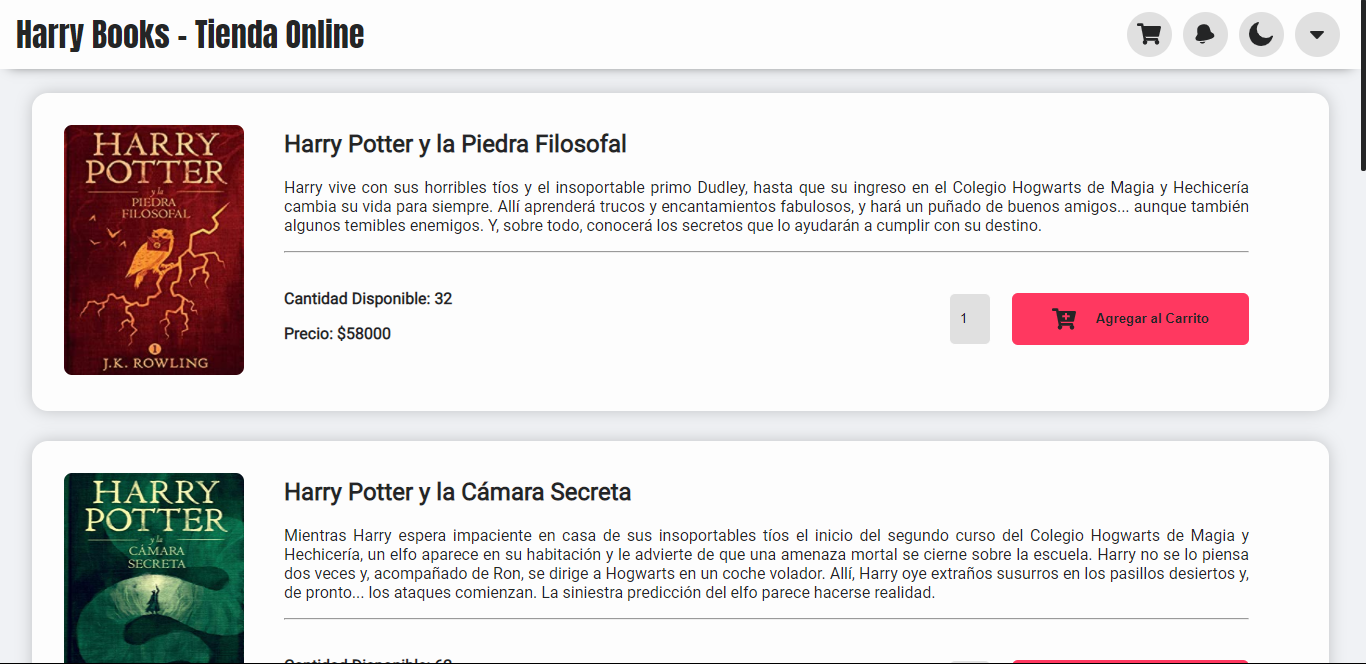 Harry Books - Tienda Online
HARRY
POTTER
y la
PIEDRA
FILOSOFAL
1
J.K. ROWLING
Harry Potter y la Piedra Filosofal
Harry vive con sus horribles tíos y el insoportable primo Dudley, hasta que su ingreso en el Colegio Hogwarts de Magia y Hechicería
cambia su vida para siempre. Allí aprenderá trucos y encantamientos fabulosos, y hará un puñado de buenos amigos... aunque también
algunos temibles enemigos. Y, sobre todo, conocerá los secretos que lo ayudarán a cumplir con su destino.
Cantidad Disponible: 32
Precio: $58000
1
Agregar al Carrito
HARRY
POTTER
y la
CÁMARA
SECRETA
Harry Potter y la Cámara Secreta
Mientras Harry espera impaciente en casa de sus insoportables tíos el inicio del segundo curso del Colegio Hogwarts de Magia y
Hechicería, un elfo aparece en su habitación y le advierte de que una amenaza mortal se cierne sobre la escuela. Harry no se lo piensa
dos veces y, acompañado de Ron, se dirige a Hogwarts en un coche volador. Allí, Harry oye extraños susurros en los pasillos desiertos y,
de pronto... los ataques comienzan. La siniestra predicción del elfo parece hacerse realidad.
Cantidad Disponible: